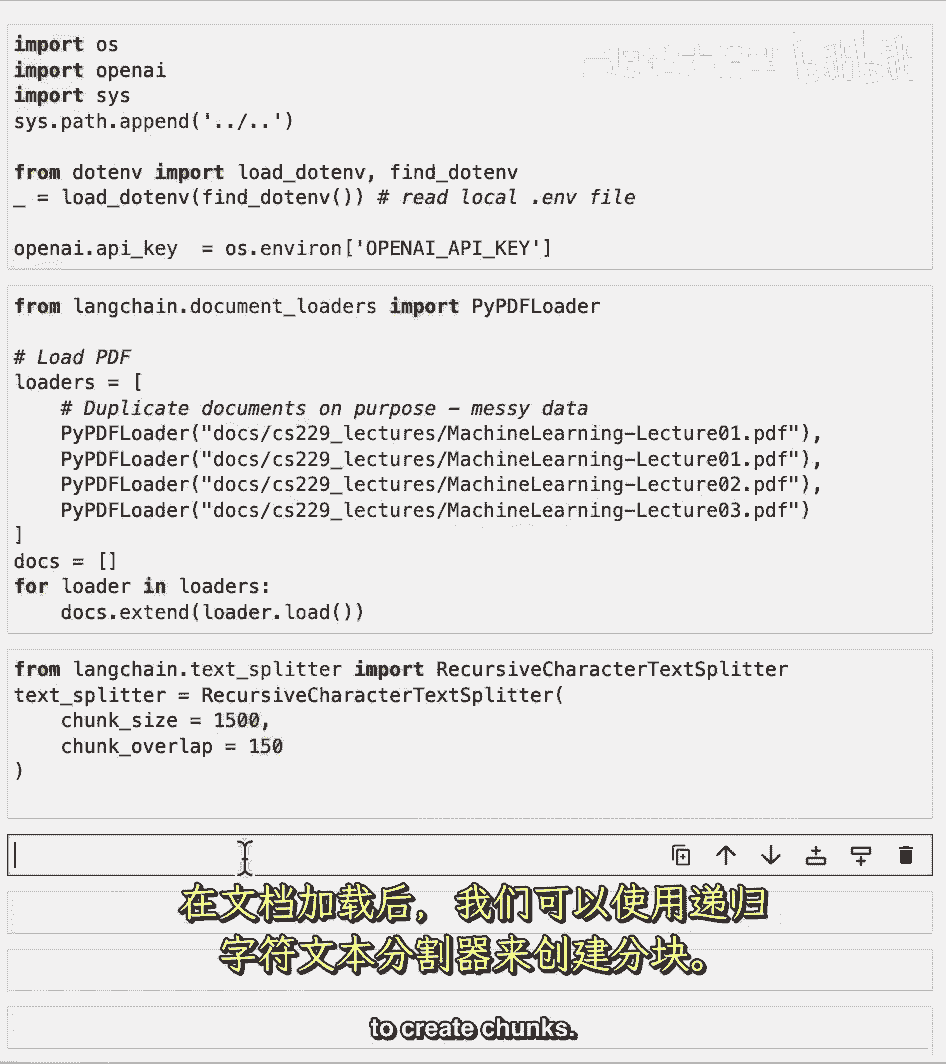 import os
import openai
import sys
sys.path.append('../..')
from dotenv import load_dotenv, find_dotenv
_ = load_dotenv(find_dotenv()) # read local .env file
openai.api_key  = os.environ['OPENAI_API_KEY']
from langchain.document_loaders import PyPDFLoader
# Load PDF
loaders = [
    # Duplicate documents on purpose - messy data
    PyPDFLoader("docs/cs229_lectures/MachineLearning-Lecture01.pdf"),
    PyPDFLoader("docs/cs229_lectures/MachineLearning-Lecture01.pdf"),
    PyPDFLoader("docs/cs229_lectures/MachineLearning-Lecture02.pdf"),
    PyPDFLoader("docs/cs229_lectures/MachineLearning-Lecture03.pdf")
]
docs = []
for loader in loaders:
    docs.extend(loader.load())
from langchain.text_splitter import RecursiveCharacterTextSplitter
text_splitter = RecursiveCharacterTextSplitter(
    chunk_size = 1500,
    chunk_overlap = 150
)
在文档加载后，我们可以使用递归
字符文本分割器来创建分块。
to create chunks.